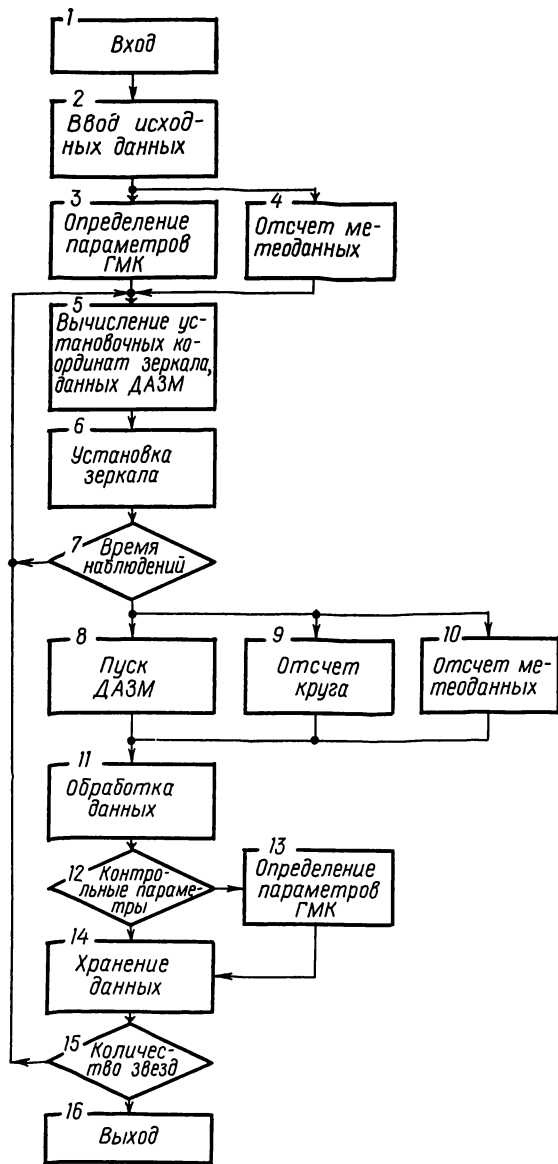 1
Вход
2
Ввод исход-
ных данных
3
Определение
параметров
ГМК
4
Отсчет ме-
теоданных
5
Вычисление ус-
тановочных ко-
ординат зеркала,
данных ДАЗМ
6
Установка
зеркала
7
Время
наблюдений
8
Пуск
ДАЗМ
9
Отсчет
круга
10
Отсчет ме-
теоданных
11
Обработка
данных
12
Контро-
льные параме-
тры
13
Определение
параметров
ГМК
14
Хранение
данных
15
Количес-
тво звезд
16
Выход